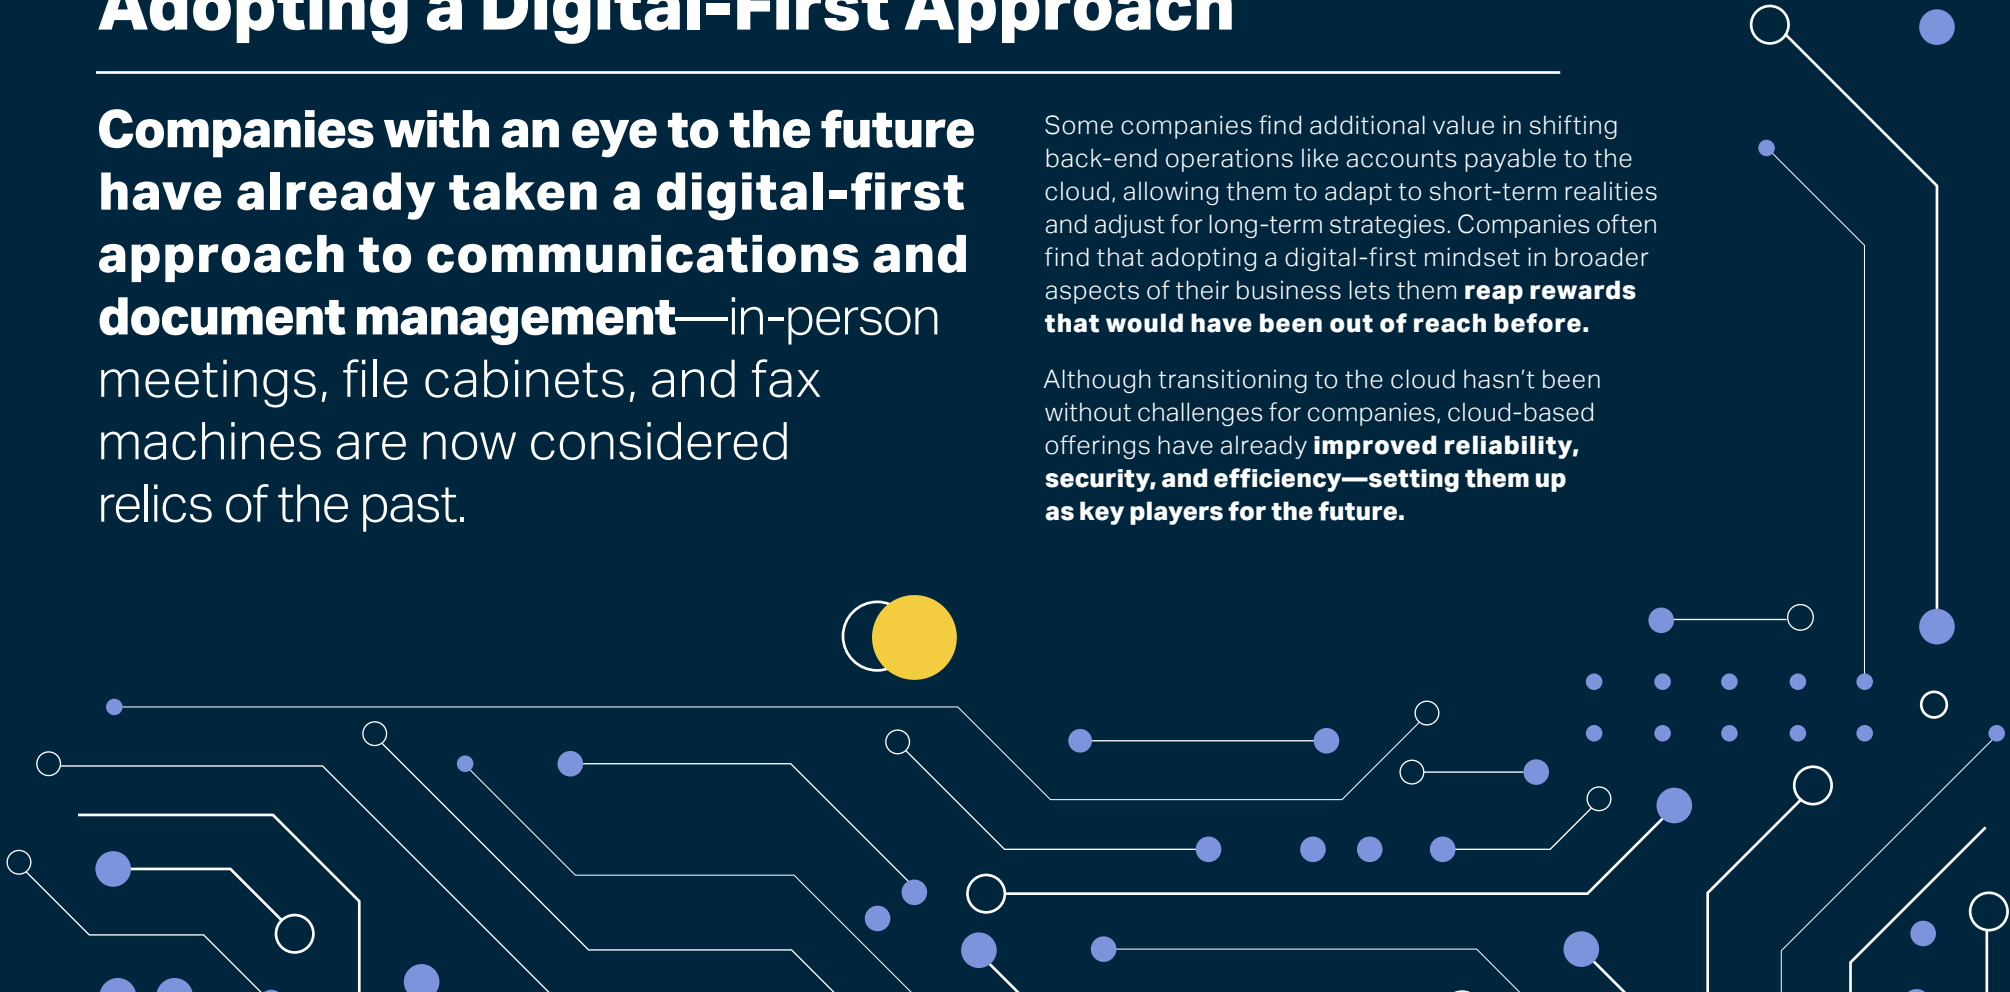 Adopting a Digital-First Approach
Companies with an eye to the future
have already taken a digital-first
approach to communications and
document management—in-person
meetings, file cabinets, and fax
machines are now considered
relics of the past.
Some companies find additional value in shifting
back-end operations like accounts payable to the
cloud, allowing them to adapt to short-term realities
and adjust for long-term strategies. Companies often
find that adopting a digital-first mindset in broader
aspects of their business lets them reap rewards
that would have been out of reach before.
Although transitioning to the cloud hasn’t been
without challenges for companies, cloud-based
offerings have already improved reliability,
security, and efficiency—setting them up
as key players for the future.